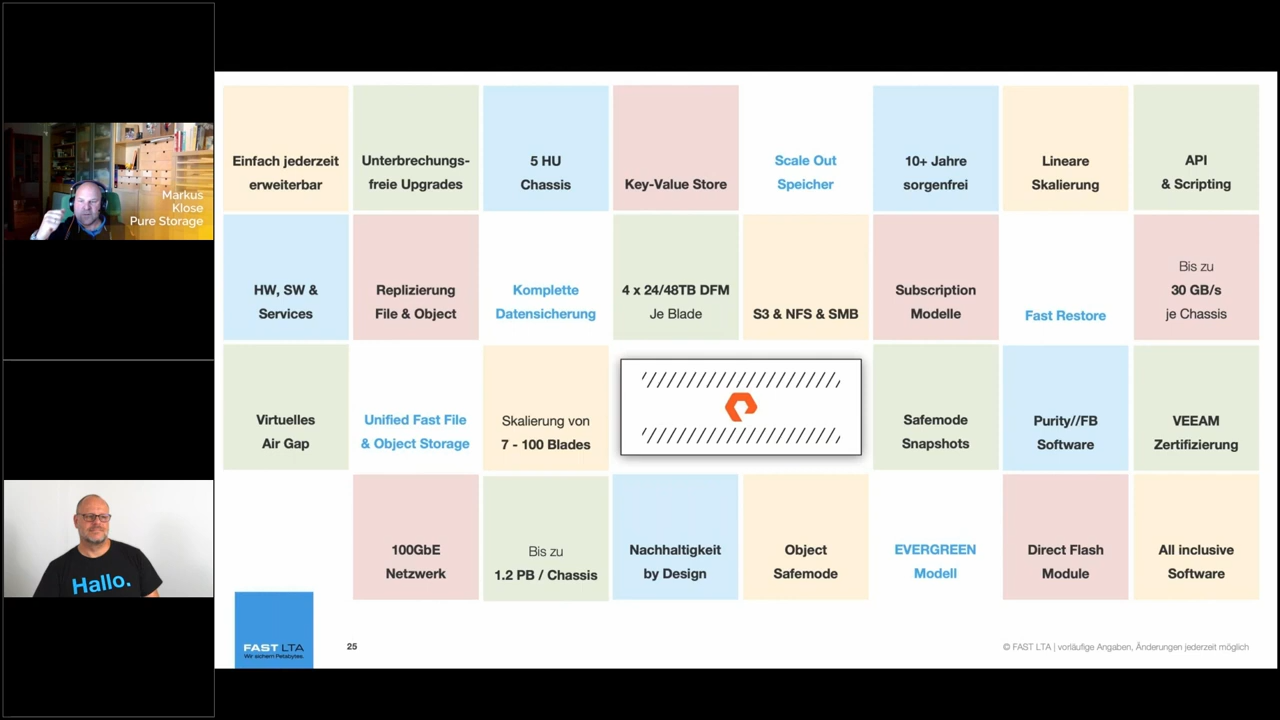 Markus
Klose
Pure Storage
Hallo.
Einfach jederzeit
erweiterbar
Unterbrechungs-
freie Upgrades
5 HU
Chassis
Key-Value Store
Scale Out
Speicher
10+ Jahre
sorgenfrei
Lineare
Skalierung
API
& Scripting
HW, SW &
Services
Replizierung
File & Object
Komplette
Datensicherung
4 x 24/48TB DFM
Je Blade
S3 & NFS & SMB
Subscription
Modelle
Fast Restore
Bis zu
30 GB/s
je Chassis
Virtuelles
Air Gap
Unified Fast File
& Object Storage
Skalierung von
7 - 100 Blades
Safemode
Snapshots
Purity//FB
Software
VEEAM
Zertifizierung
100GbE
Netzwerk
Bis zu
1.2 PB / Chassis
Nachhaltigkeit
by Design
Object
Safemode
EVERGREEN
Modell
Direct Flash
Module
All inclusive
Software
FAST LTA
Wir sichern Petabytes.
25
© FAST LTA | vorläufige Angaben, Änderungen jederzeit möglich